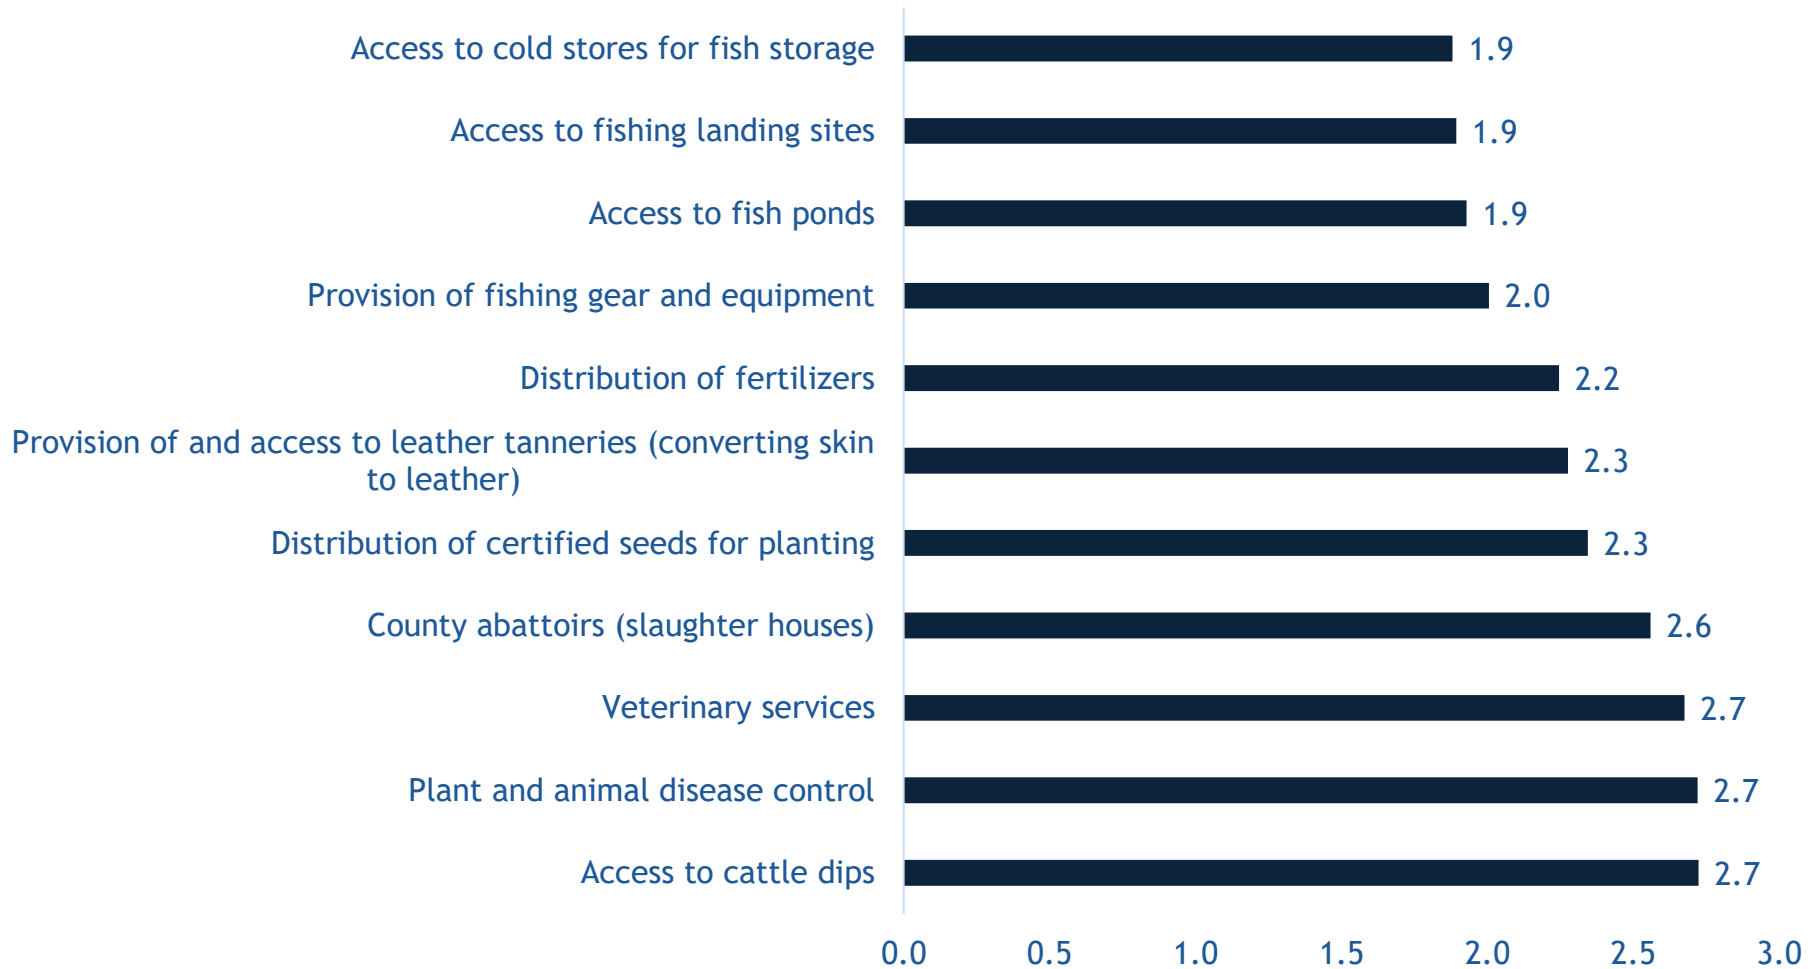 Access to cold stores for fish storage 1.9
Access to fishing landing sites 1.9
Access to fish ponds 1.9
Provision of fishing gear and equipment 2.0
Distribution of fertilizers 2.2
Provision of and access to leather tanneries (converting skin
to leather) 2.3
Distribution of certified seeds for planting 2.3
County abattoirs (slaughter houses) 2.6
Veterinary services 2.7
Plant and animal disease control 2.7
Access to cattle dips 2.7
0.0 0.5 1.0 1.5 2.0 2.5 3.0